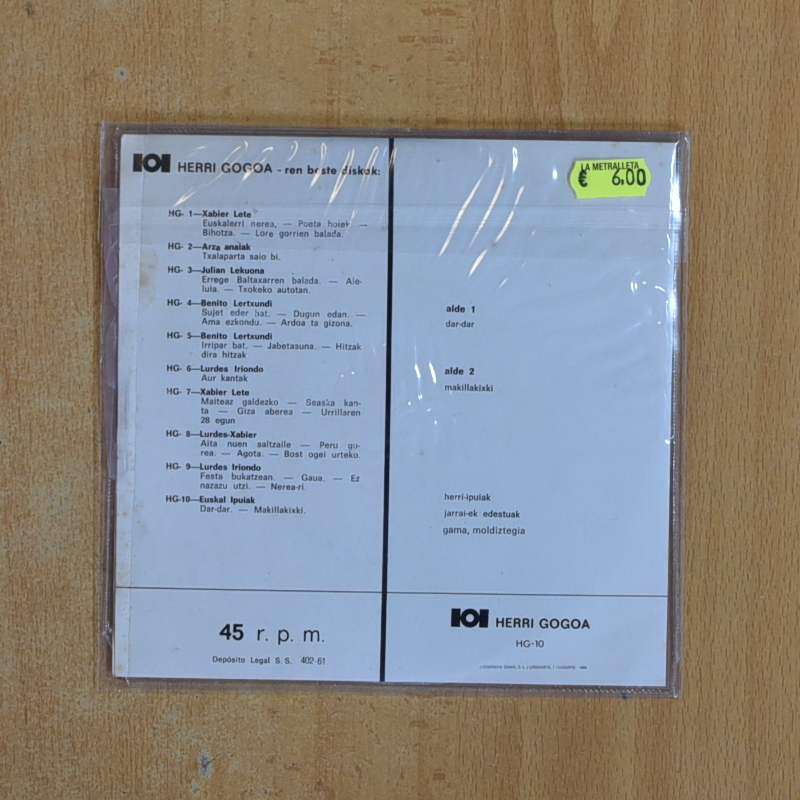 HERRI GOGOA - ren beste diskak:
HG- 1—Xabier Lete
Euskalerri nerea, — Poeta hoiek —
Bihotza. — Lore gorrien balada.
HG- 2—Arza anaiak
Txalaparta saio bi.
HG- 3—Julian Lekuona
Errege Baltaxarren balada. — Ale-
luia. — Txokeko autotan.
HG- 4—Benito Lertxundi
Sujet eder bat. — Dugun edan. —
Ama ezkondu. — Ardoa ta gizona.
HG- 5—Benito Lertxundi
Irripar bat. — Jabetasuna. — Hitzak
dira hitzak
HG- 6—Lurdes Iriondo
Aur kantak
HG- 7—Xabier Lete
Maiteaz galdezko — Seaska kan-
ta — Giza aberea — Urrillaren
28 egun
HG- 8—Lurdes-Xabier
Aita nuen saltzaile — Peru gu-
rea. — Agota. — Bost ogei urteko.
HG- 9—Lurdes Iriondo
Festa bukatzean. — Gaua. — Ez
nazazu utzi. — Nerea-ri.
HG-10—Euskal Ipuiak
Dar-dar. — Makillakixki.
45 r. p. m.
Depósito Legal S. S. 402-61
LA METRALLETA
€ 6,00
alde 1
dar-dar
alde 2
makillakixki
herri-ipuiak
jarrai-ek edestuak
gama, moldiztegia
HERRI GOGOA
HG-10